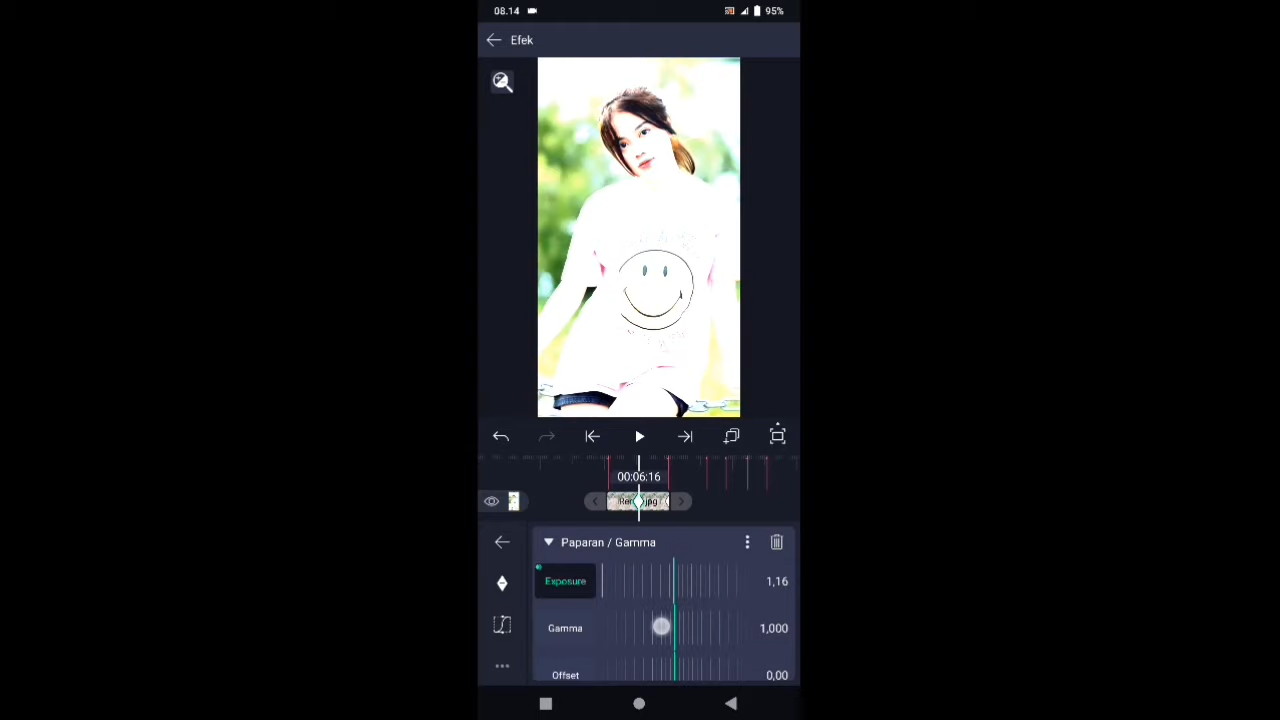 08.14
95%
Efek
00:06:16
Paparan / Gamma
Exposure
1,16
Gamma
1,000
Offset
0,00